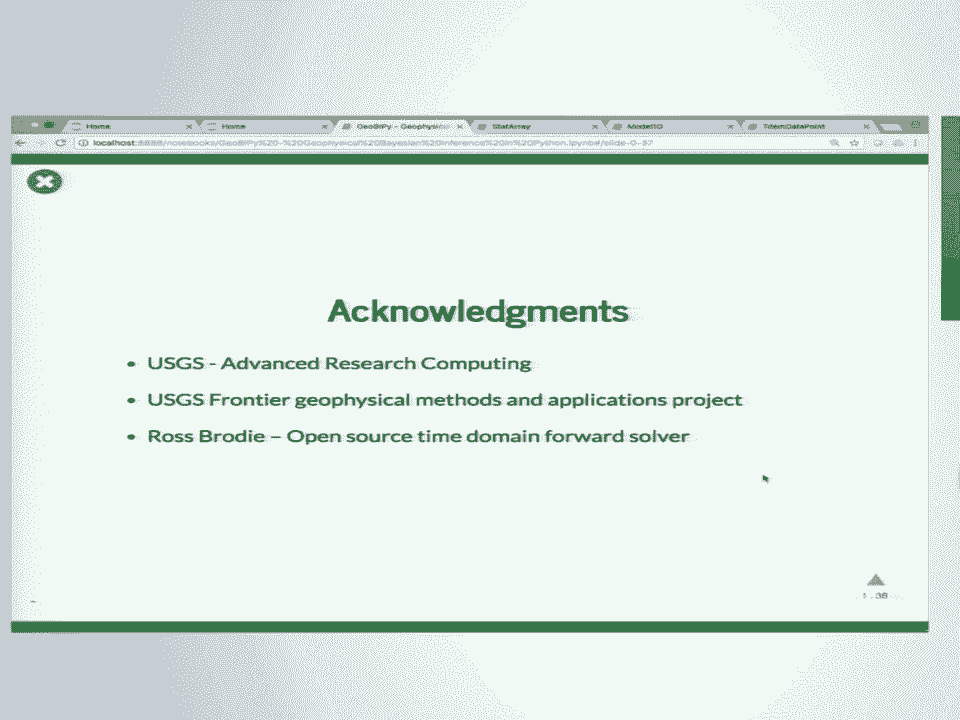 Home
Home
GeoBIPy - Geophysical
StatArray
Model1D
TdemDataPoint
localhost:8888/notebooks/GeoBIPy%20-%20Geophysical%20Bayesian%20Inference%20in%20Python.ipynb#/slide-0-37
Acknowledgments
• USGS - Advanced Research Computing
• USGS Frontier geophysical methods and applications project
• Ross Brodie – Open source time domain forward solver
1 . 38